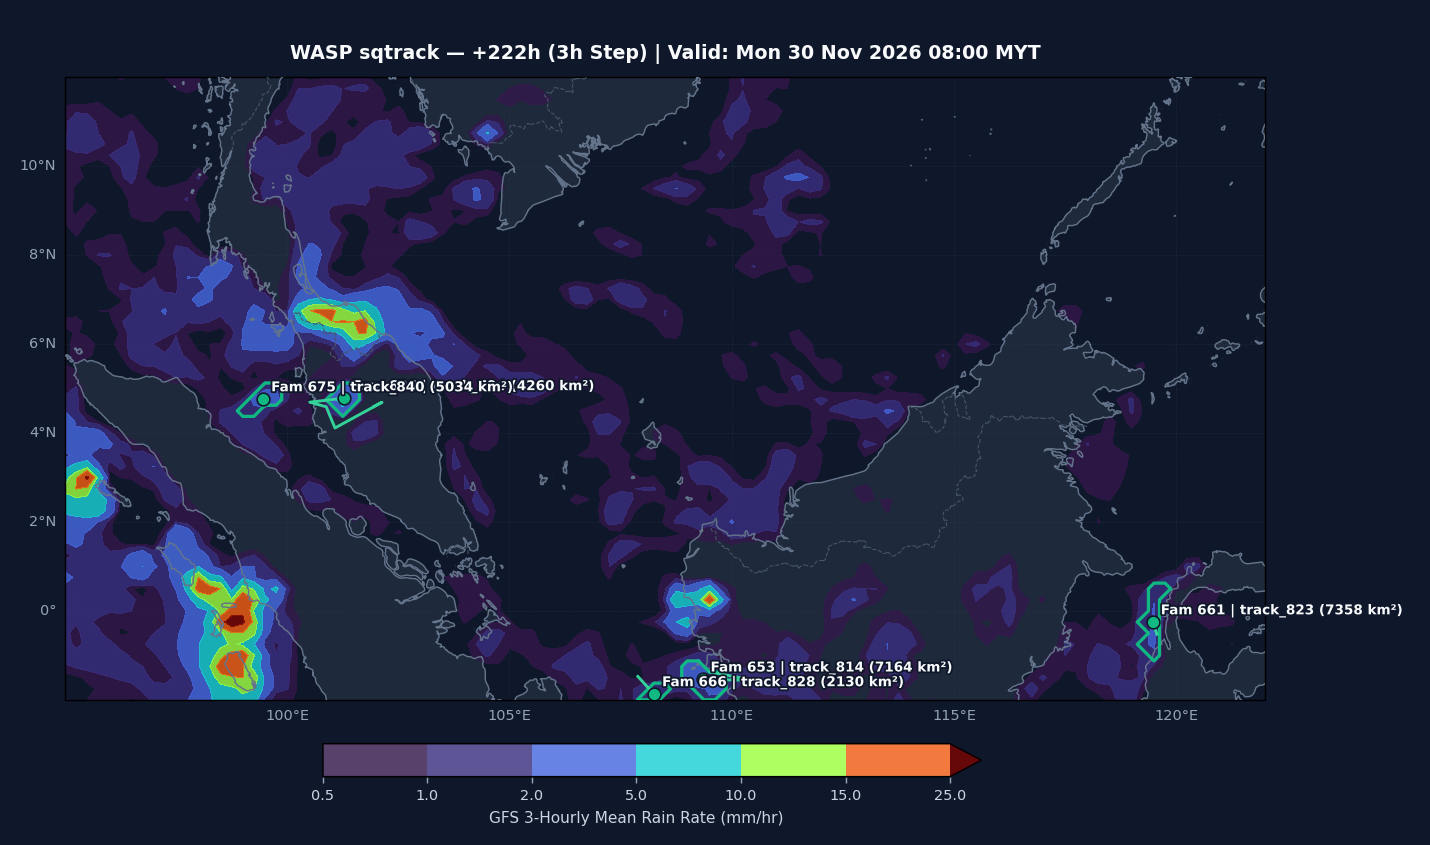 WASP sqtrack — +222h (3h Step) | Valid: Mon 30 Nov 2026 08:00 MYT
10°N
8°N
6°N
Fam 675 | track_840 (5034 km²) (4260 km²)
4°N
2°N
0°
Fam 661 | track_823 (7358 km²)
Fam 653 | track_814 (7164 km²)
Fam 666 | track_828 (2130 km²)
100°E 105°E 110°E 115°E 120°E
0.5 1.0 2.0 5.0 10.0 15.0 25.0
GFS 3-Hourly Mean Rain Rate (mm/hr)